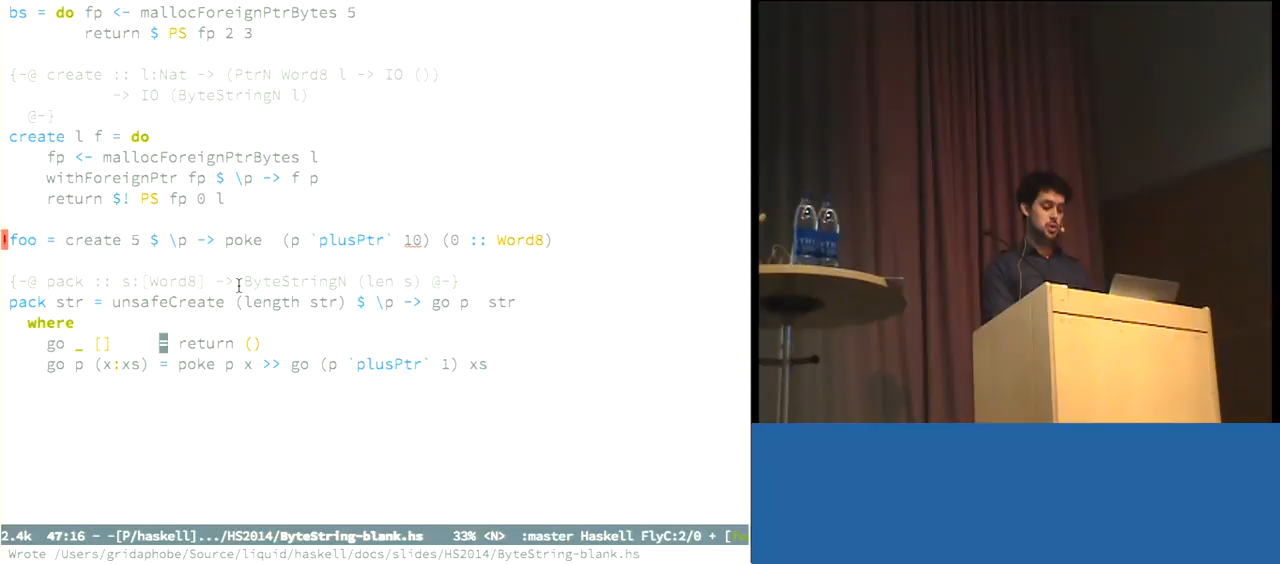 bs = do fp <- mallocForeignPtrBytes 5
        return $ PS fp 2 3
{-@ create :: l:Nat -> (PtrN Word8 l -> IO ())
           -> IO (ByteStringN l)
  @-}
create l f = do
    fp <- mallocForeignPtrBytes l
    withForeignPtr fp $ \p -> f p
    return $! PS fp 0 l
!foo = create 5 $ \p -> poke  (p `plusPtr` 10) (0 :: Word8)
{-@ pack :: s:[Word8] -> ByteStringN (len s) @-}
pack str = unsafeCreate (length str) $ \p -> go p  str
  where
    go _ []     = return ()
    go p (x:xs) = poke p x >> go (p `plusPtr` 1) xs
2.4k  47:16 - -[P/haskell].../HS2014/ByteString-blank.hs   33% <N>  :master Haskell FlyC:2/0 + [
Wrote /Users/gridaphobe/Source/liquid/haskell/docs/slides/HS2014/ByteString-blank.hs